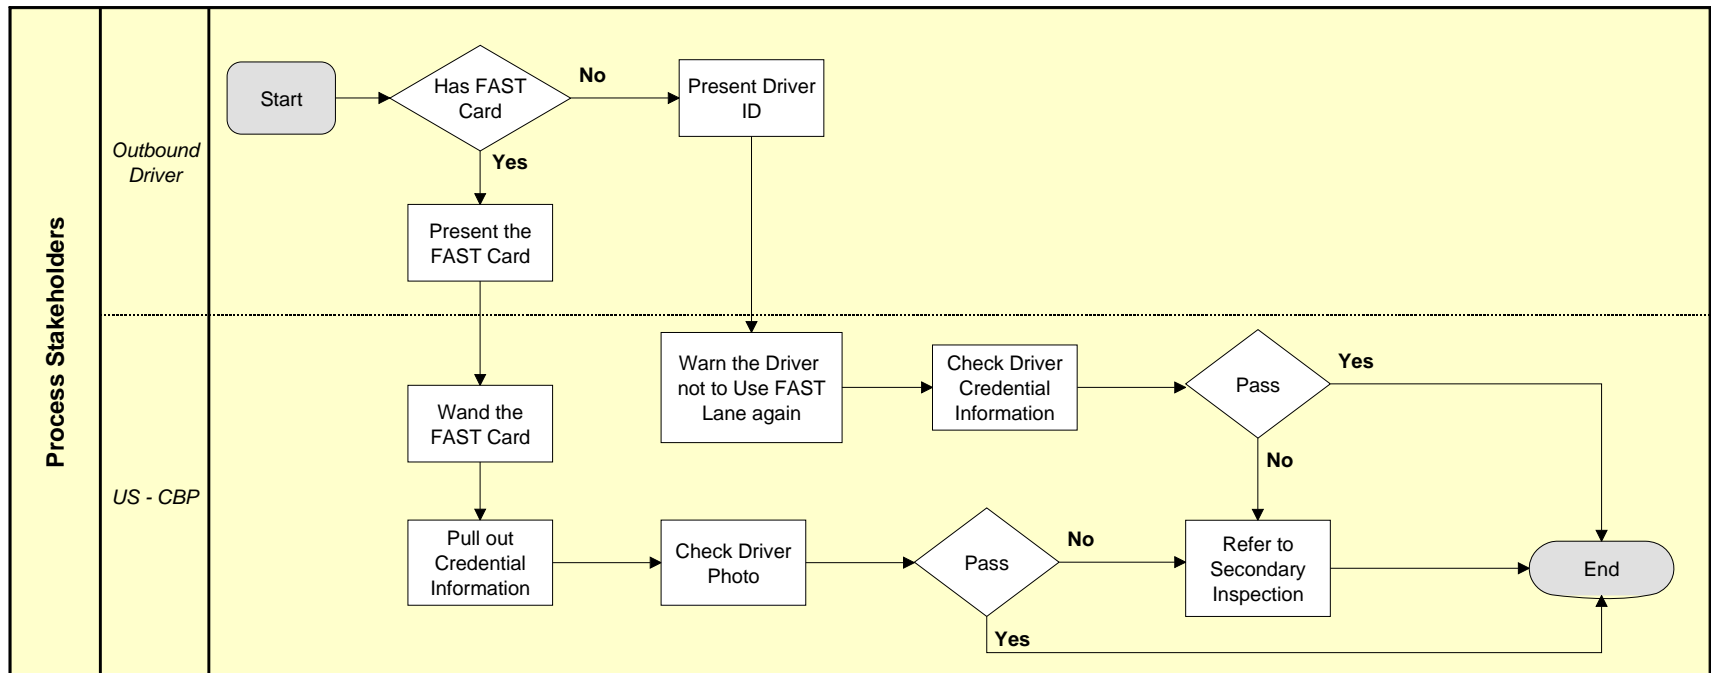 Process Stakeholders
Outbound
Driver
Start
Has FAST
Card
No
Present Driver
ID
Yes
Present the
FAST Card
US - CBP
Wand the
FAST Card
Warn the Driver
not to Use FAST
Lane again
Check Driver
Credential
Information
Pass
Yes
No
Pull out
Credential
Information
Check Driver
Photo
Pass
No
Yes
Refer to
Secondary
Inspection
End